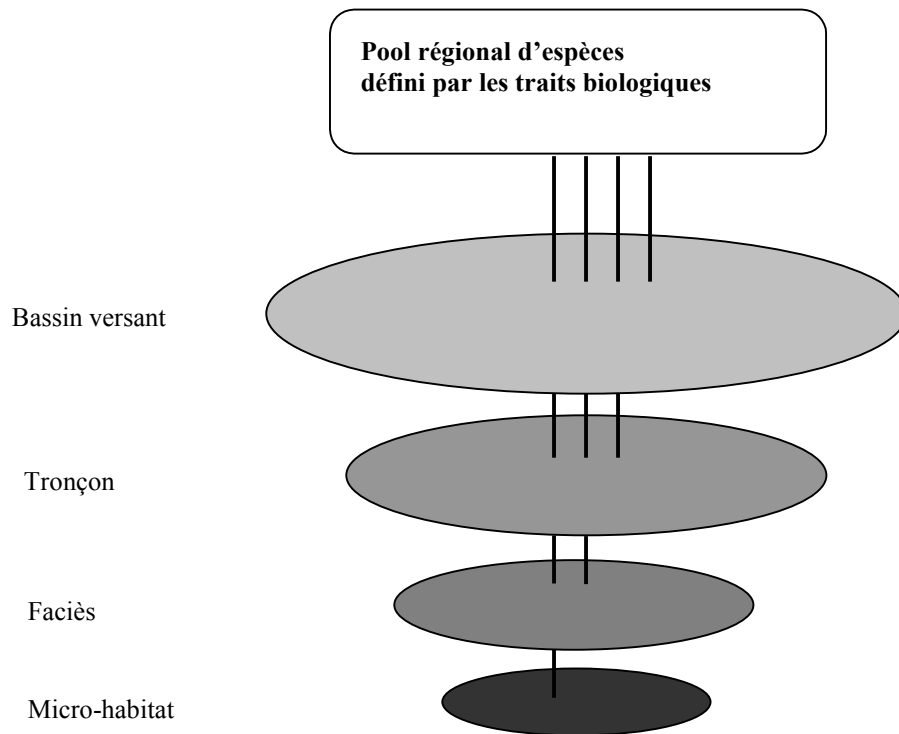 Pool régional d’espèces
défini par les traits biologiques
Bassin versant
Tronçon
Faciès
Micro-habitat